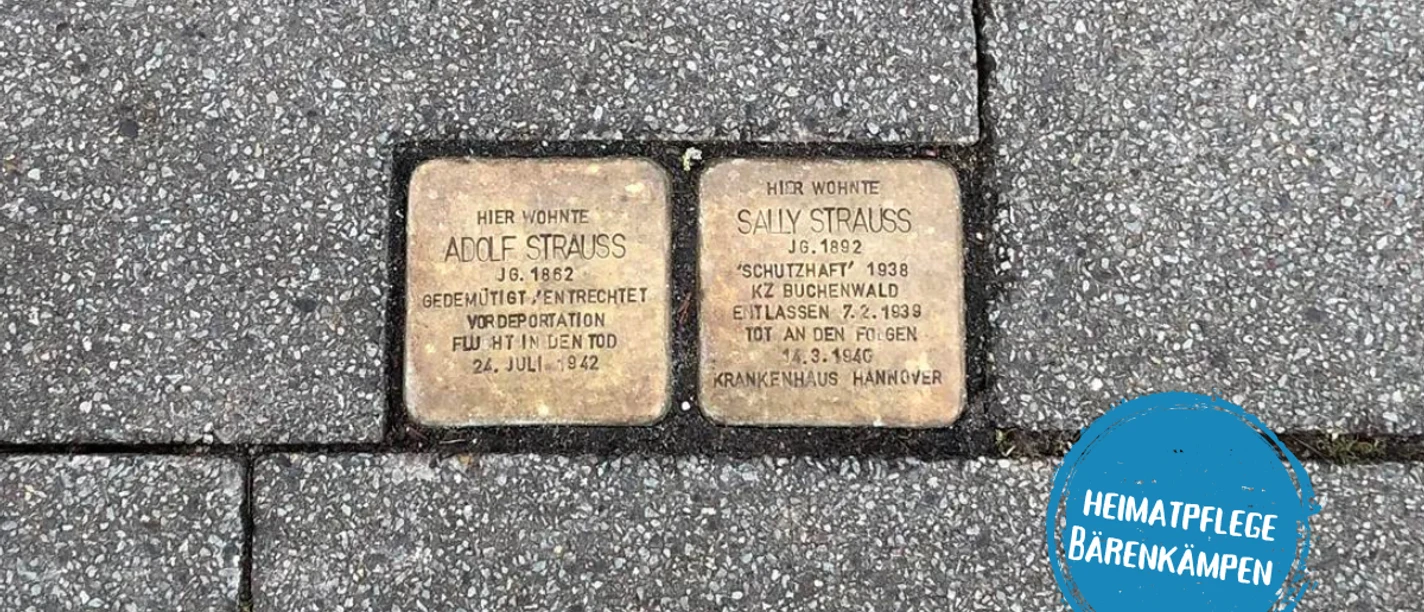 HIER WOHNTE
ADOLF STRAUSS
JG. 1862
GEDEMÜTIGT / ENTRECHTET
VOR DEPORTATION
FLUCHT IN DEN TOD
24. JULI 1942
HIER WOHNTE
SALLY STRAUSS
JG. 1892
'SCHUTZHAFT' 1938
KZ BUCHENWALD
ENTLASSEN 7.2.1939
TOT AN DEN FOLGEN
14.3.1940
KRANKENHAUS HANNOVER
HEIMATPFLEGE
BÄRENKÄMPEN